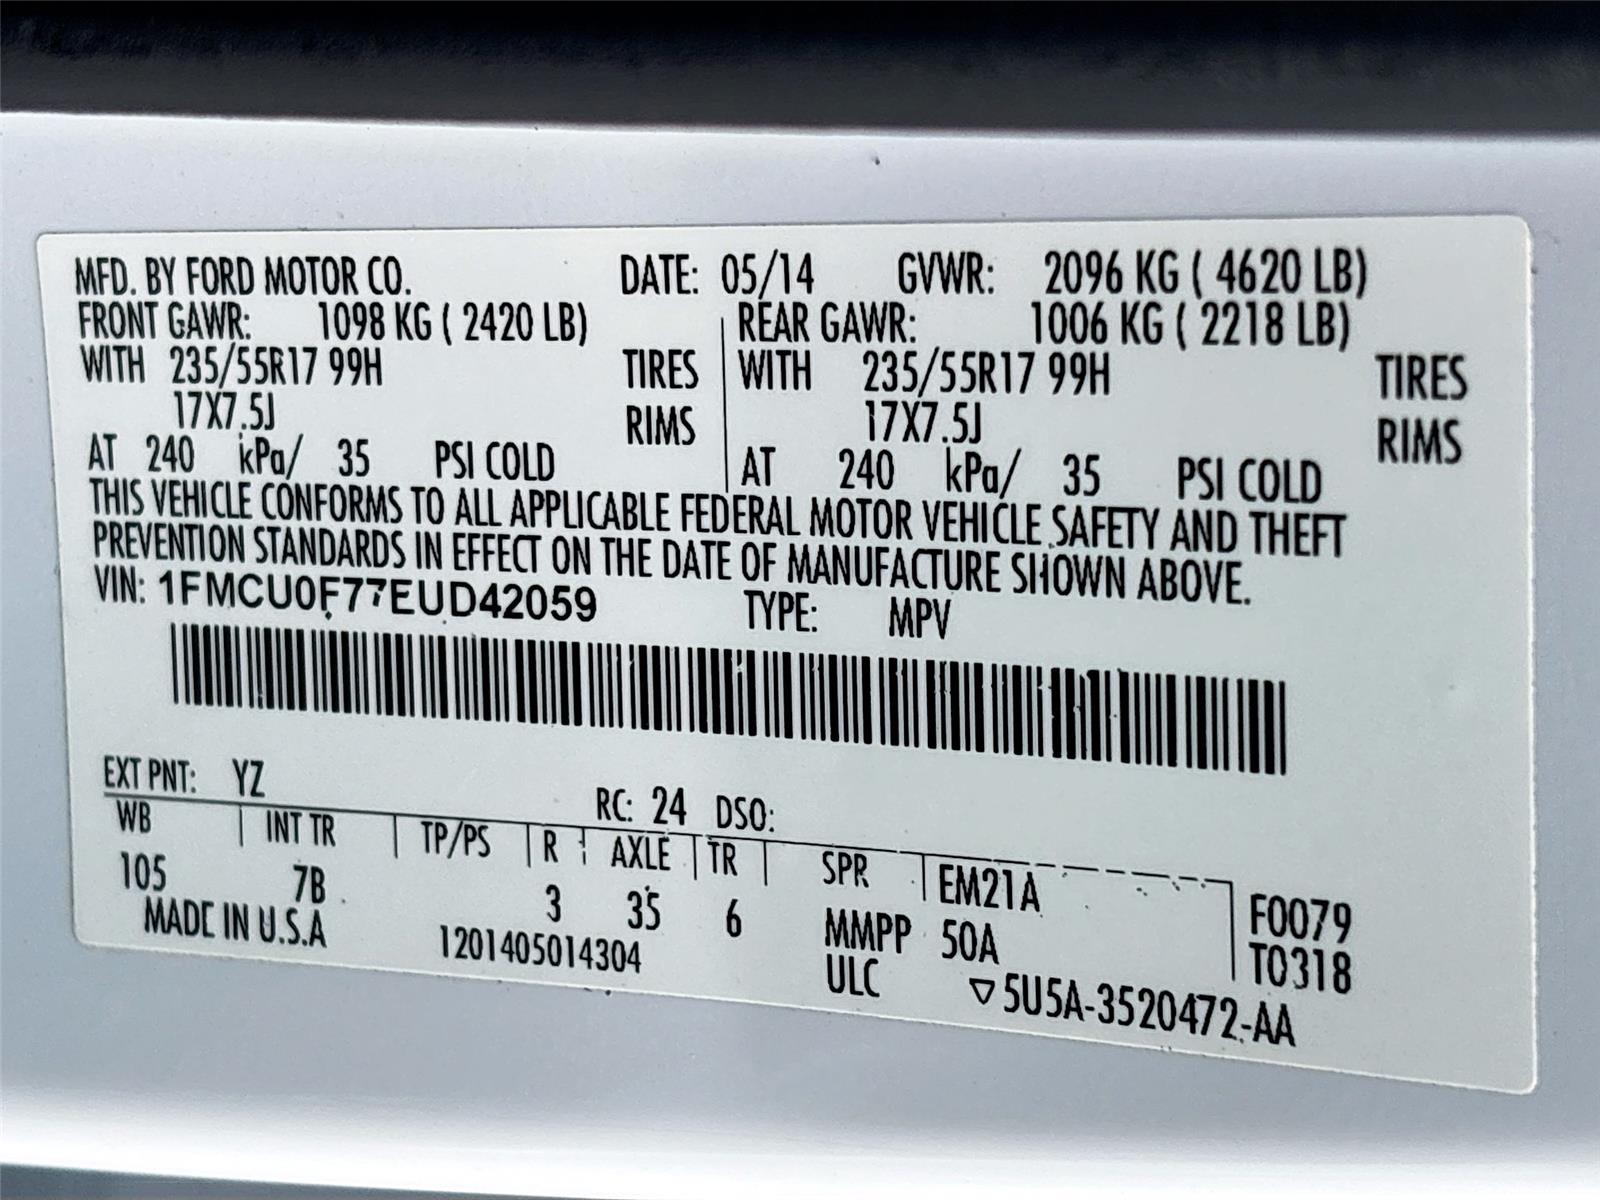 MFD. BY FORD MOTOR CO. DATE: 05/14 GVWR: 2096 KG ( 4620 LB)
FRONT GAWR: 1098 KG ( 2420 LB) REAR GAWR: 1006 KG ( 2218 LB)
WITH 235/55R17 99H TIRES WITH 235/55R17 99H TIRES
17X7.5J RIMS 17X7.5J RIMS
AT 240 kPa/ 35 PSI COLD AT 240 kPa/ 35 PSI COLD
THIS VEHICLE CONFORMS TO ALL APPLICABLE FEDERAL MOTOR VEHICLE SAFETY AND THEFT
PREVENTION STANDARDS IN EFFECT ON THE DATE OF MANUFACTURE SHOWN ABOVE.
VIN: 1FMCU0F77EUD42059 TYPE: MPV
EXT PNT: YZ RC: 24 DSO:
WB INT TR TP/PS R AXLE TR SPR EM21A F0079
105 7B 3 35 6 MMPP 50A T0318
MADE IN U.S.A 1201405014304 ULC ▽5U5A-3520472-AA